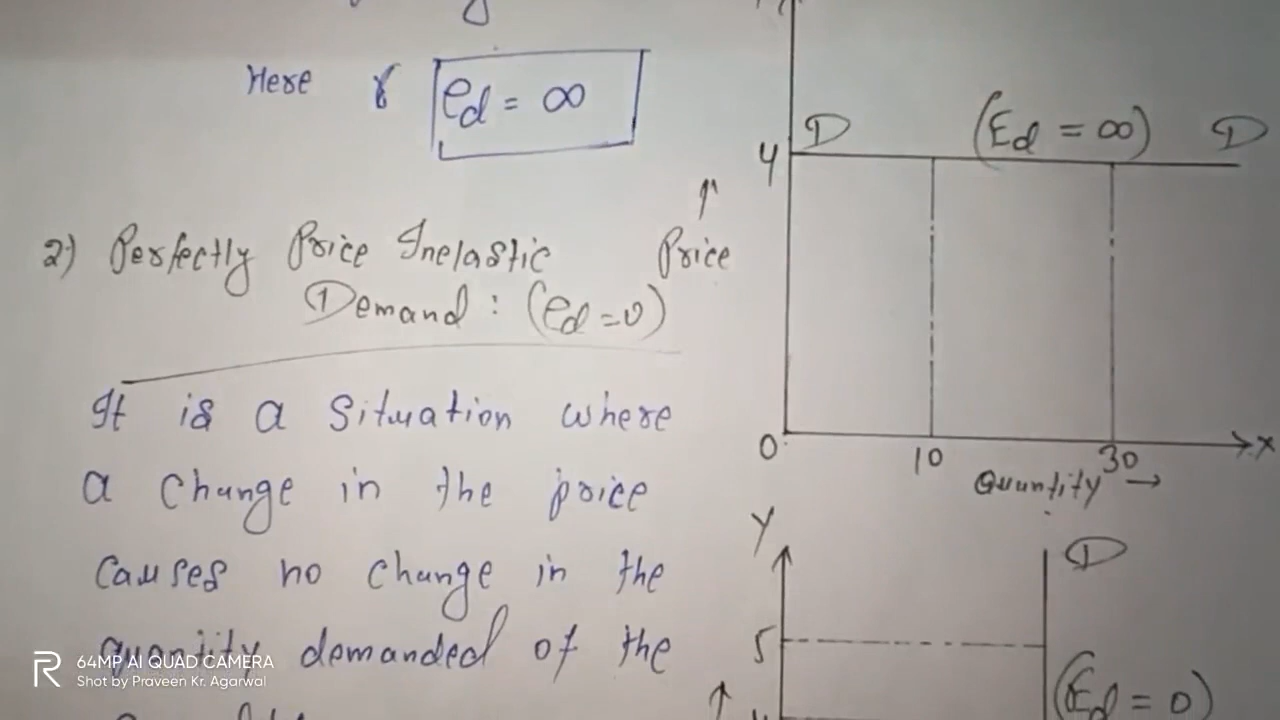 Here
ed = ∞
2) Perfectly Price Inelastic
Demand: (ed=0)
It is a situation where
a change in the price
causes no change in the
quantity demanded of the
D (Ed = ∞) D
4
↑
Price
0 10 30 X
Quantity →
Y
D
5
(Ed = 0)
↑
64MP AI QUAD CAMERA
Shot by Praveen Kr. Agarwal